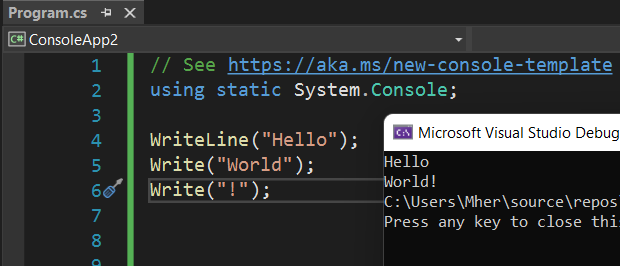 Program.cs
C# ConsoleApp2
1 // See https://aka.ms/new-console-template
2 using static System.Console;
3
4 WriteLine("Hello");
5 Write("World");
6 Write("!");
7
8
9
C:\ Microsoft Visual Studio Debug
Hello
World!
C:\Users\Mher\source\repos
Press any key to close this